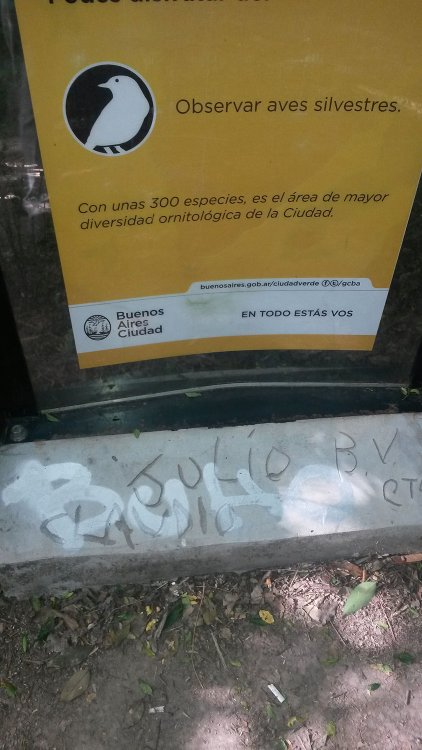 Observar aves silvestres.
Con unas 300 especies, es el área de mayor
diversidad ornitológica de la Ciudad.
buenosaires.gob.ar/ciudadverde /gcba
Buenos
Aires
Ciudad
EN TODO ESTÁS VOS
JULIO B.V